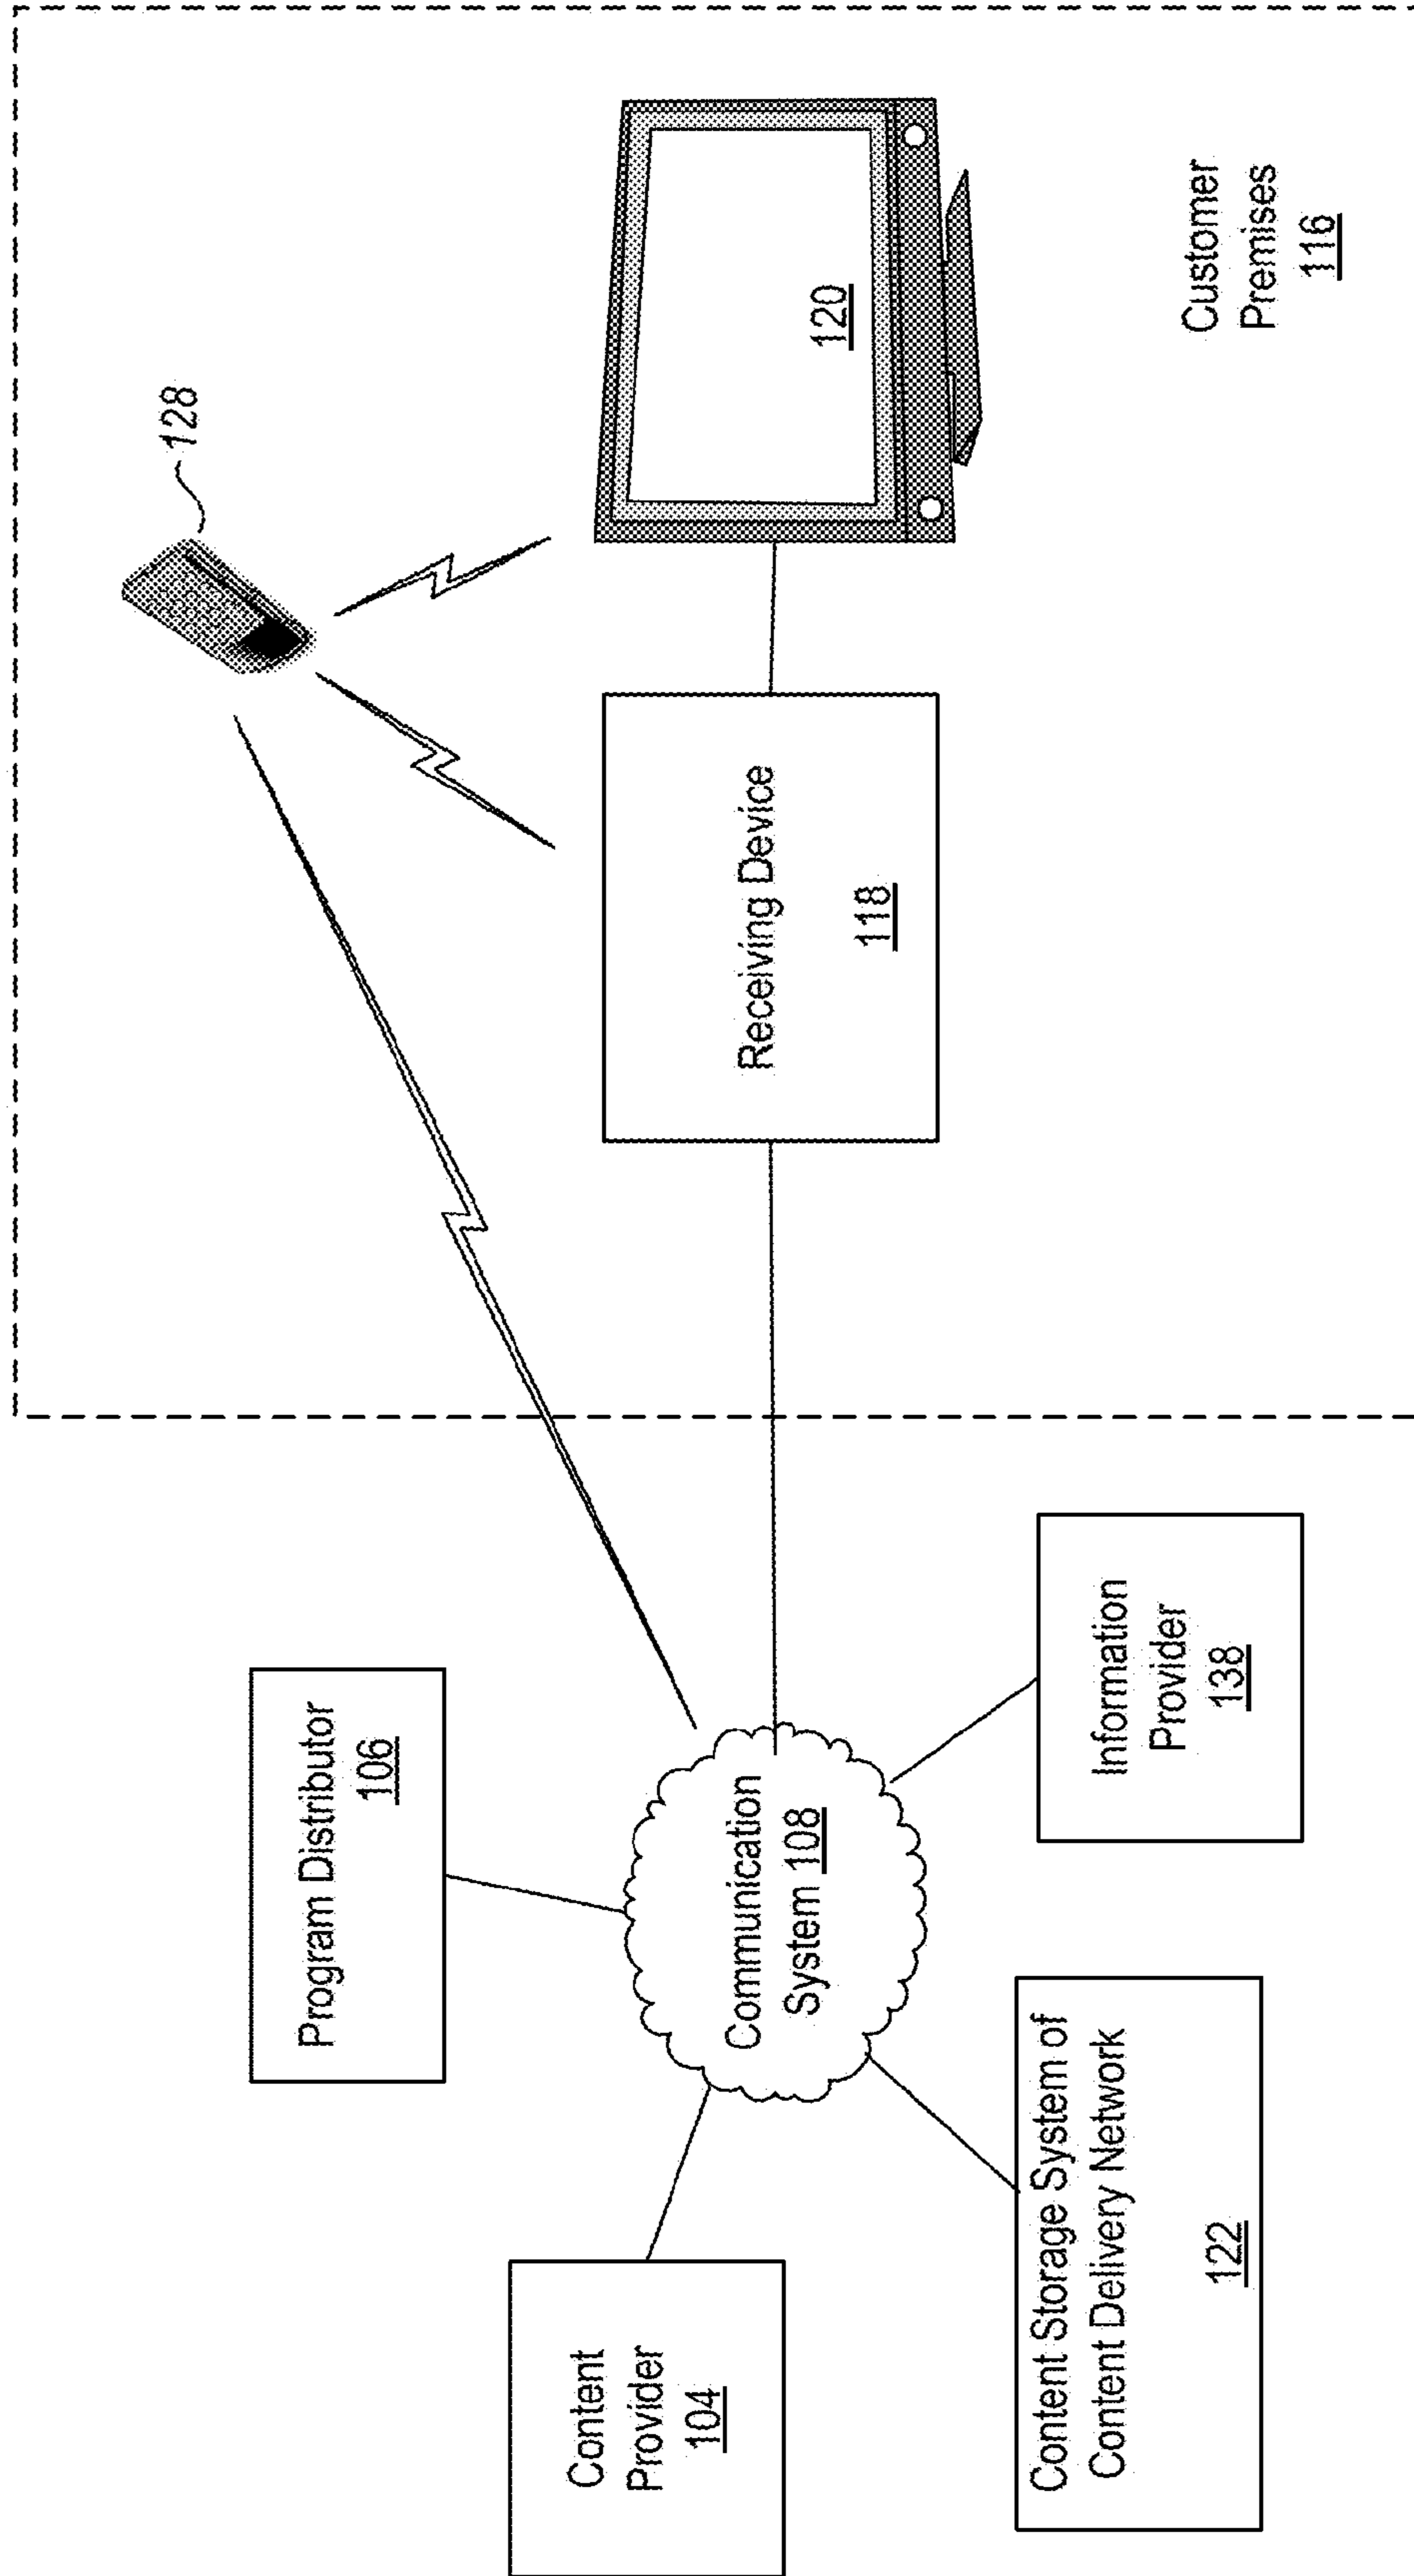 Program Distributor
106
Content
Provider
104
Communication
System 108
Content Storage System of
Content Delivery Network
122
Information
Provider
138
128
Receiving Device
118
120
Customer
Premises
116